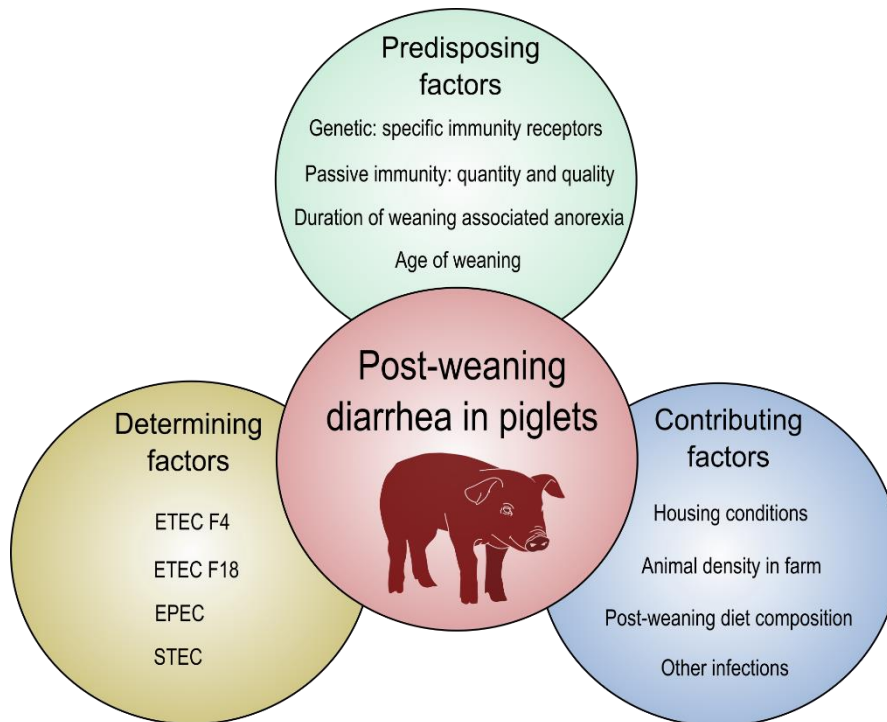 Predisposing
factors
Genetic: specific immunity receptors
Passive immunity: quantity and quality
Duration of weaning associated anorexia
Age of weaning
Post-weaning
diarrhea in piglets
Determining
factors
ETEC F4
ETEC F18
EPEC
STEC
Contributing
factors
Housing conditions
Animal density in farm
Post-weaning diet composition
Other infections